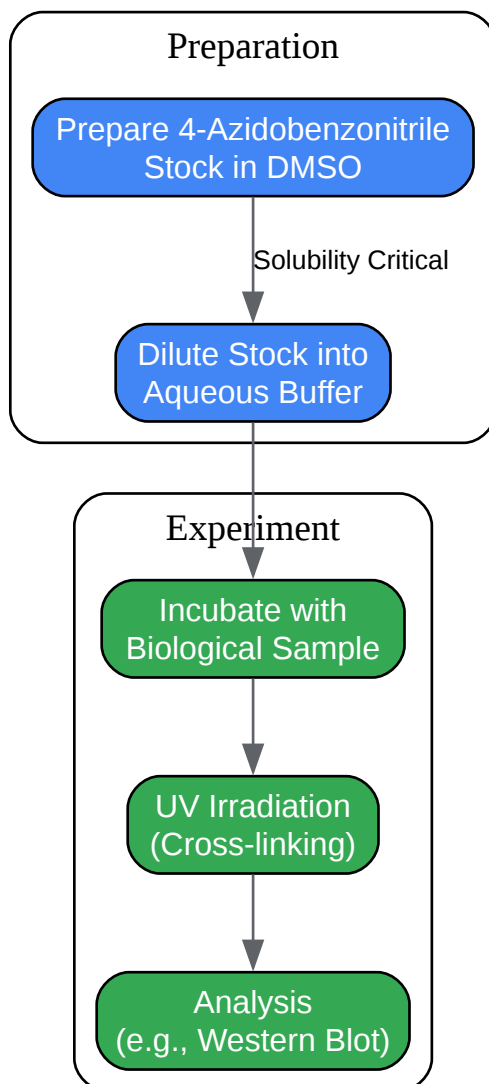 Preparation
Prepare 4-Azidobenzonitrile
Stock in DMSO
Solubility Critical
Dilute Stock into
Aqueous Buffer
Experiment
Incubate with
Biological Sample
UV Irradiation
(Cross-linking)
Analysis
(e.g., Western Blot)